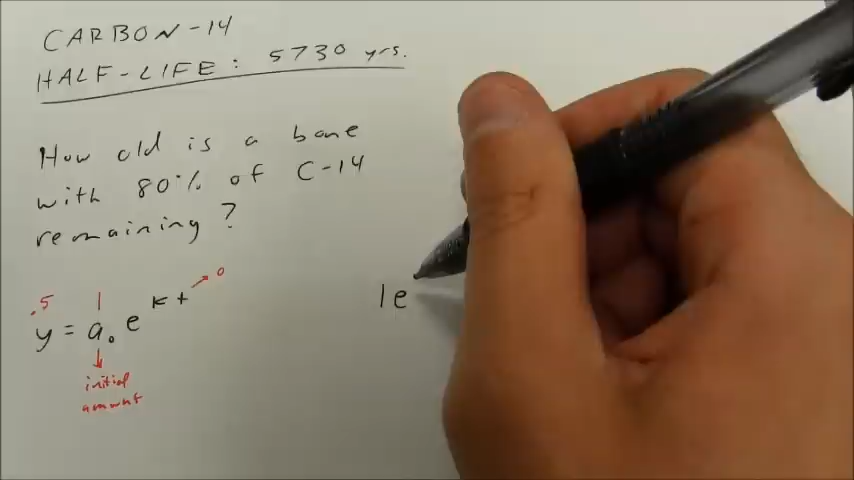 CARBON-14
HALF-LIFE: 5730 yrs.
How old is a bone
with 80% of C-14
remaining?
.5 1 0
y = a₀ e^kt
initial
amount
1e